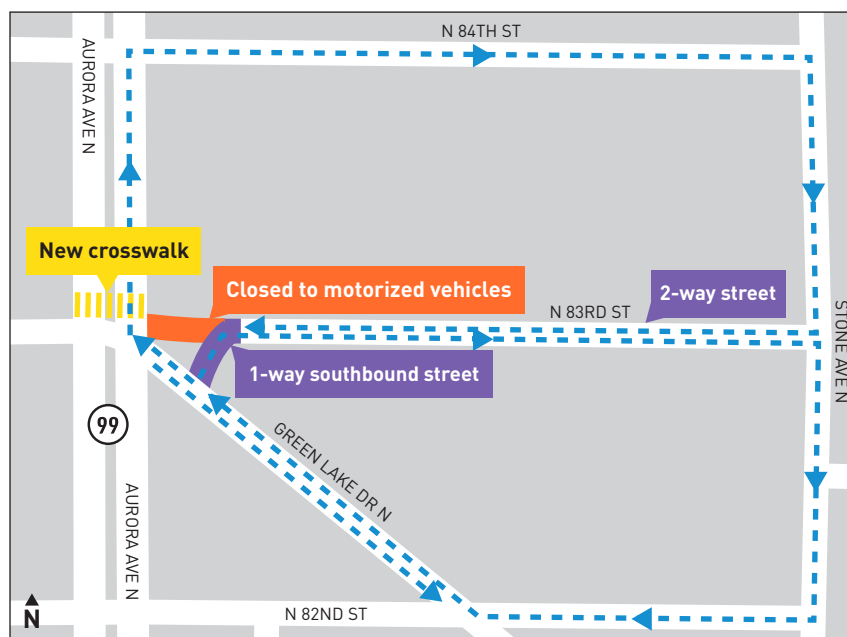 N 84TH ST
AURORA AVE N
New crosswalk
Closed to motorized vehicles
2-way street
N 83RD ST
STONE AVE N
1-way southbound street
99
GREEN LAKE DR N
AURORA AVE N
N
N 82ND ST